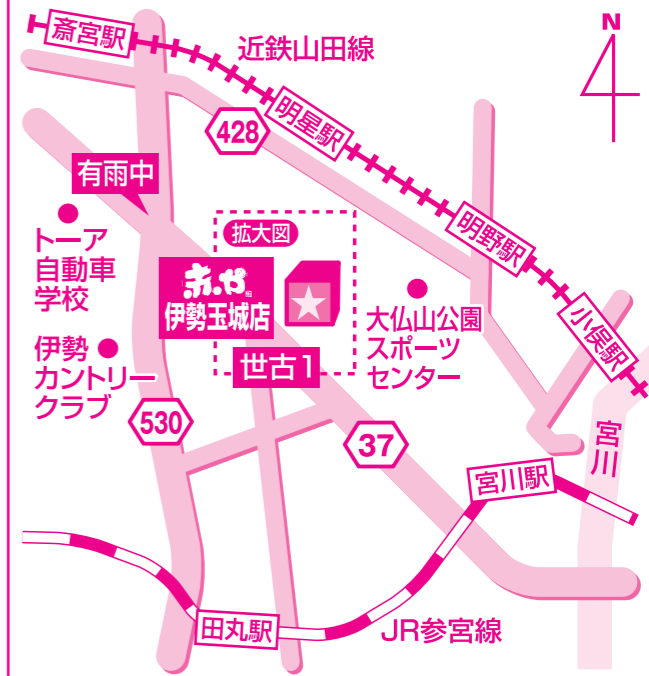 斎宮駅
近鉄山田線
N
428
明星駅
有爾中
拡大図
明野駅
トーア
自動車
学校
赤や
伊勢玉城店
大仏山公園
スポーツ
センター
小俣駅
伊勢
カントリー
クラブ
世古1
530
37
宮川
宮川駅
田丸駅
JR参宮線